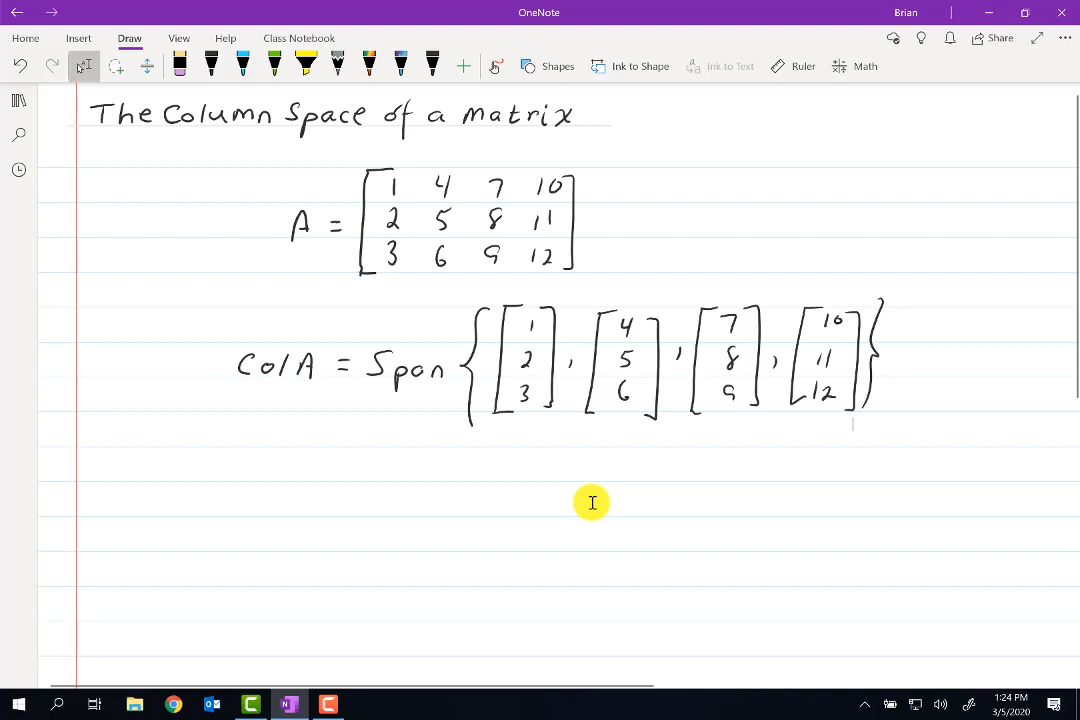 OneNote
Brian
Home Insert Draw View Help Class Notebook
Share
Shapes Ink to Shape Ink to Text Ruler Math
The Column Space of a matrix
1 4 7 10
A = 2 5 8 11
3 6 9 12
1 4 7 10
Col A = Span { 2 , 5 , 8 , 11 }
3 6 9 12
1:24 PM
3/5/2020